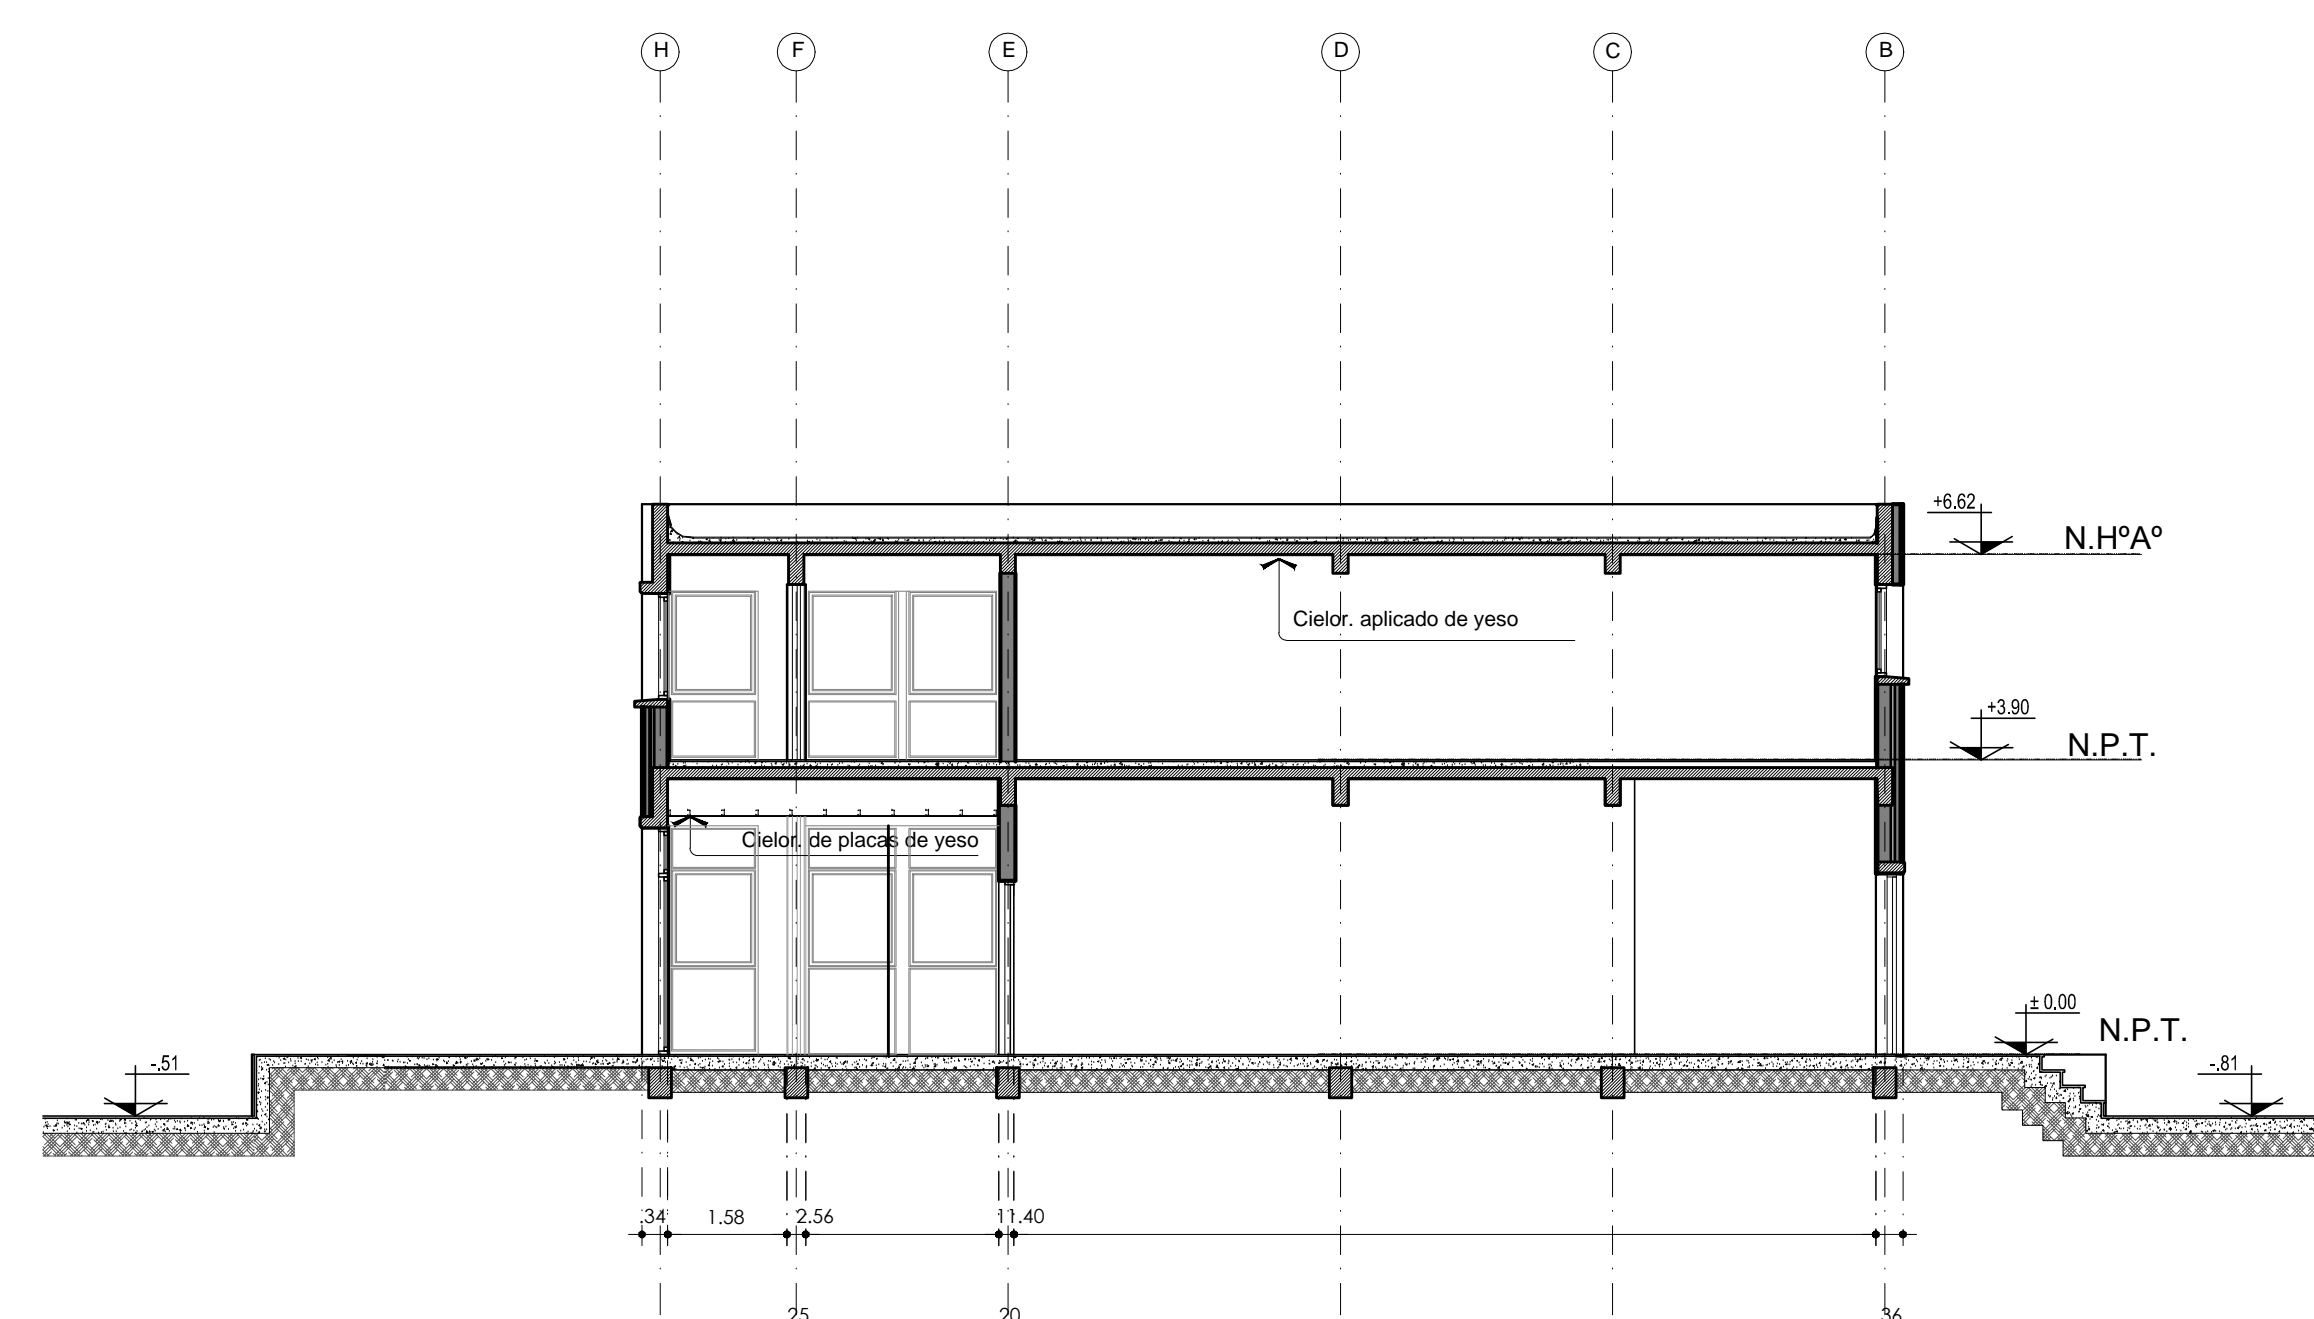 H F E D C B
+6.62
N.HºAº
Cielor. aplicado de yeso
+3.90
N.P.T.
Cielor. de placas de yeso
± 0.00
N.P.T.
-.51
-.81
.34 1.58 2.56 11.40
25 20 36